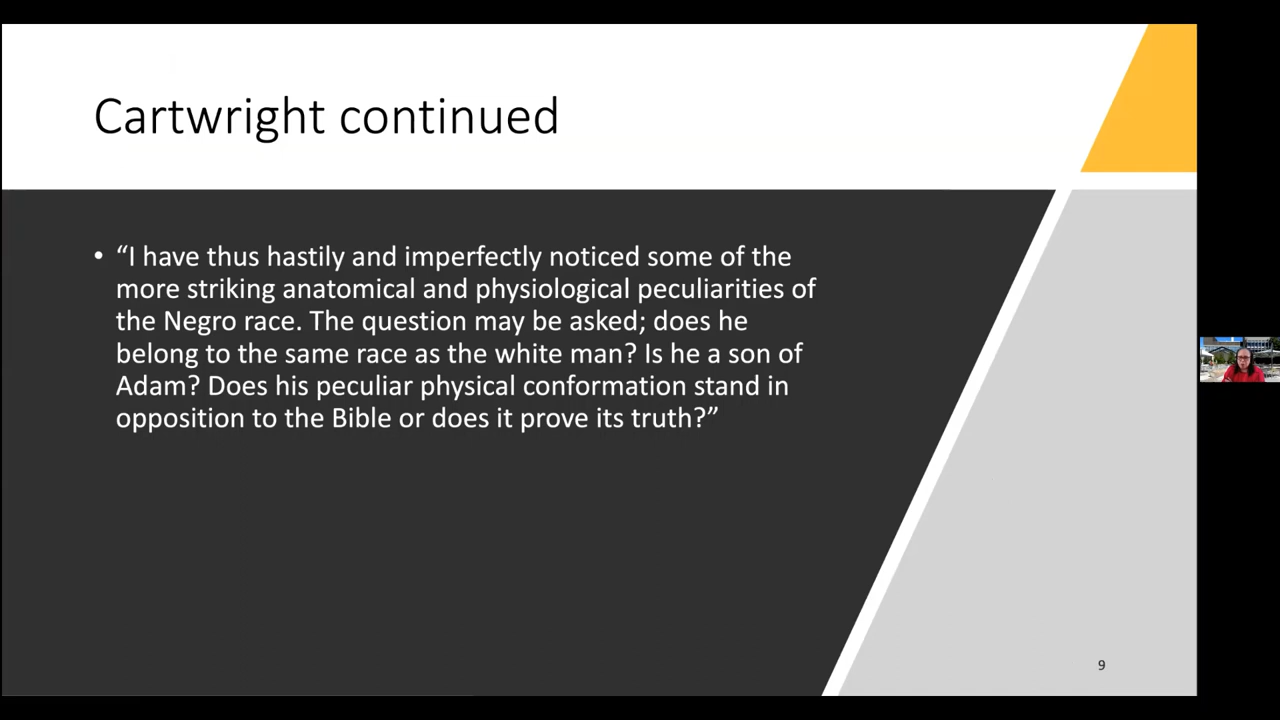 Cartwright continued
• “I have thus hastily and imperfectly noticed some of the
more striking anatomical and physiological peculiarities of
the Negro race. The question may be asked; does he
belong to the same race as the white man? Is he a son of
Adam? Does his peculiar physical conformation stand in
opposition to the Bible or does it prove its truth?”
9